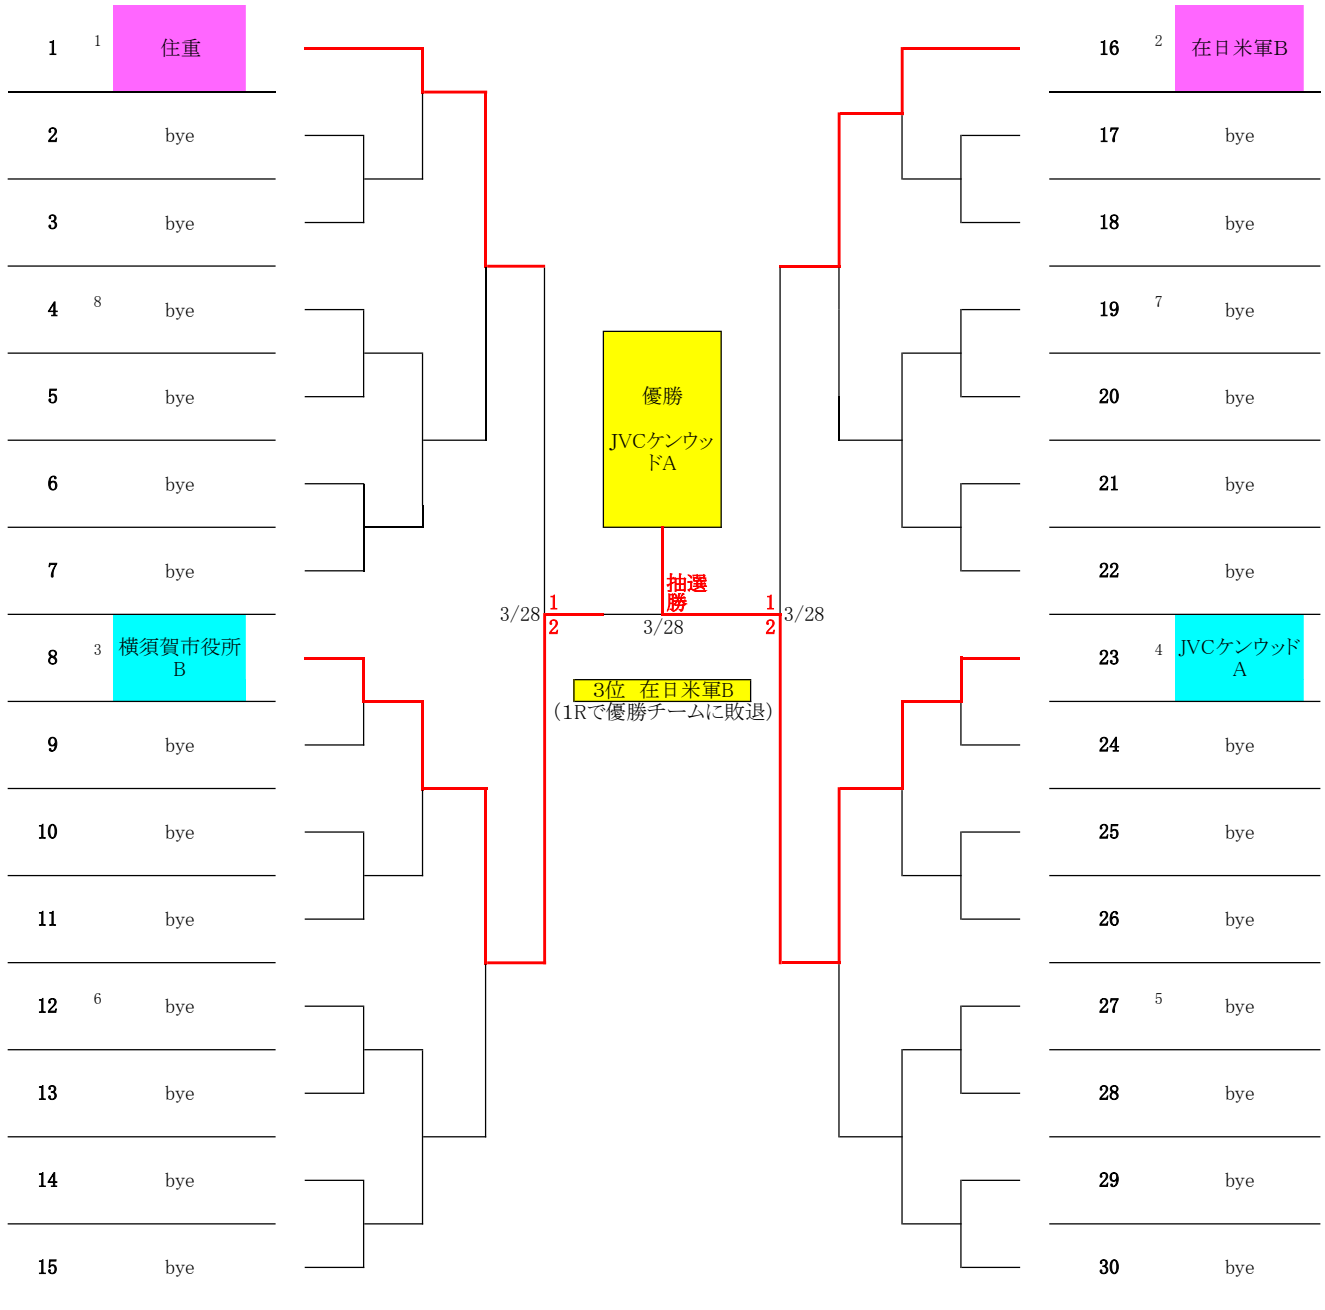 1 1 住重
2 bye
3 bye
4 8 bye
5 bye
6 bye
7 bye
8 3 横須賀市役所
B
9 bye
10 bye
11 bye
12 6 bye
13 bye
14 bye
15 bye
優勝
JVCケンウッ
ドA
抽選
勝
3/28 1
2
3/28
1 3/28
2
3位 在日米軍B
(1Rで優勝チームに敗退)
16 2 在日米軍B
17 bye
18 bye
19 7 bye
20 bye
21 bye
22 bye
23 4 JVCケンウッド
A
24 bye
25 bye
26 bye
27 5 bye
28 bye
29 bye
30 bye